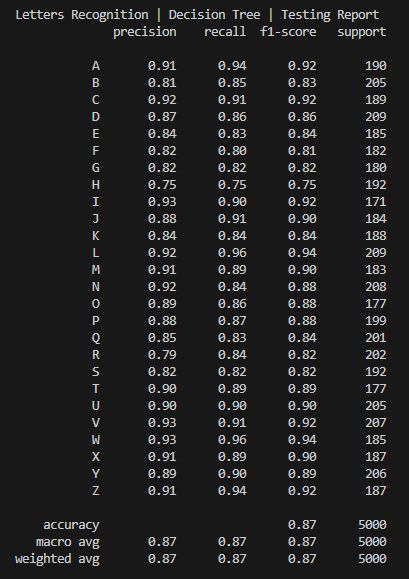 Letters Recognition | Decision Tree | Testing Report
precision recall f1-score support
A 0.91 0.94 0.92 190
B 0.81 0.85 0.83 205
C 0.92 0.91 0.92 189
D 0.87 0.86 0.86 209
E 0.84 0.83 0.84 185
F 0.82 0.80 0.81 182
G 0.82 0.82 0.82 180
H 0.75 0.75 0.75 192
I 0.93 0.90 0.92 171
J 0.88 0.91 0.90 184
K 0.84 0.84 0.84 188
L 0.92 0.96 0.94 209
M 0.91 0.89 0.90 183
N 0.92 0.84 0.88 208
O 0.89 0.86 0.88 177
P 0.88 0.87 0.88 199
Q 0.85 0.83 0.84 201
R 0.79 0.84 0.82 202
S 0.82 0.82 0.82 192
T 0.90 0.89 0.89 177
U 0.90 0.90 0.90 205
V 0.93 0.91 0.92 207
W 0.93 0.96 0.94 185
X 0.91 0.89 0.90 187
Y 0.89 0.90 0.89 206
Z 0.91 0.94 0.92 187
accuracy 0.87 5000
macro avg 0.87 0.87 0.87 5000
weighted avg 0.87 0.87 0.87 5000